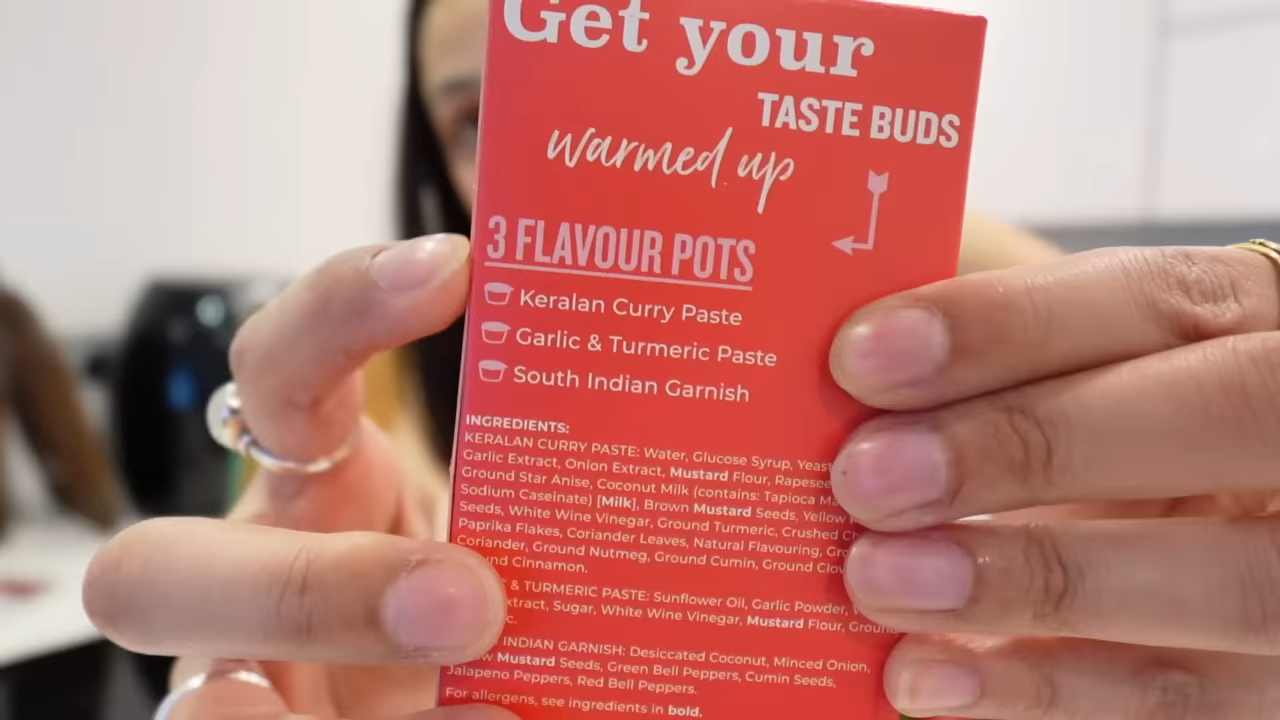 Get your
TASTE BUDS
warmed up
3 FLAVOUR POTS
Keralan Curry Paste
Garlic & Turmeric Paste
South Indian Garnish
INGREDIENTS:
KERALAN CURRY PASTE: Water, Glucose Syrup, Yeast
Garlic Extract, Onion Extract, Mustard Flour,
Ground Star Anise, Coconut Milk (contains: Tapioca
Sodium Caseinate) [Milk], Brown Mustard Seeds, Yellow
Seeds, White Wine Vinegar, Ground Turmeric, Crushed
Paprika Flakes, Coriander Leaves, Natural Flavouring,
Coriander, Ground Nutmeg, Ground Cumin, Ground
Cinnamon.
& TURMERIC PASTE: Sunflower Oil, Garlic Powder,
Sugar, White Wine Vinegar, Mustard Flour, Ground
INDIAN GARNISH: Desiccated Coconut, Minced Onion,
Mustard Seeds, Green Bell Peppers, Cumin Seeds,
Jalapeno Peppers, Red Bell Peppers.
For allergens, see ingredients in bold.